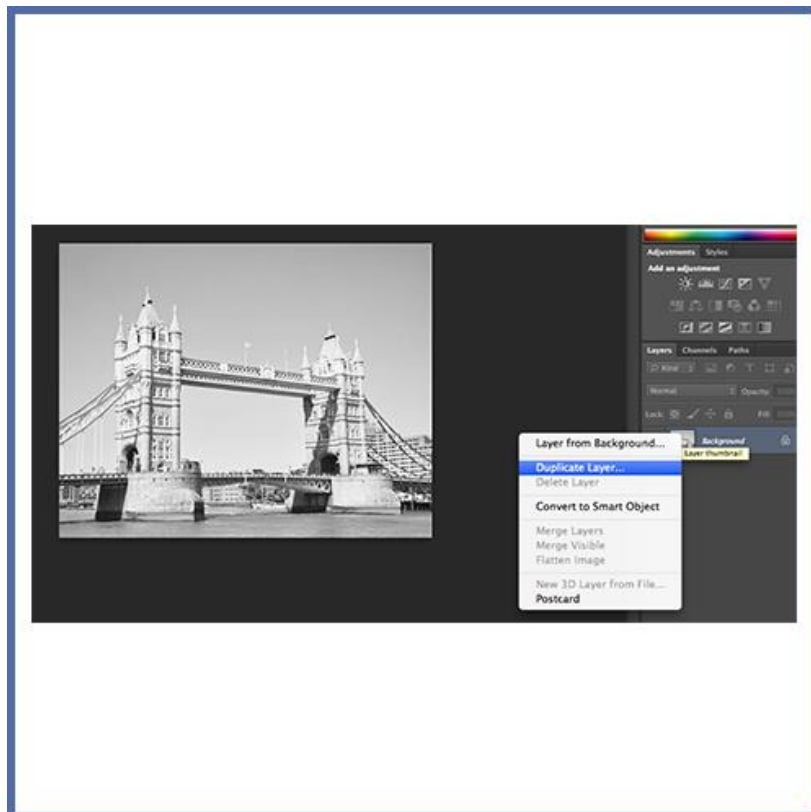 Adjustments Styles
Add an adjustment
Layers Channels Paths
Kind
Normal Opacity:
Lock: Fill:
Background
Layer thumbnail
Layer from Background...
Duplicate Layer...
Delete Layer
Convert to Smart Object
Merge Layers
Merge Visible
Flatten Image
New 3D Layer from File...
Postcard